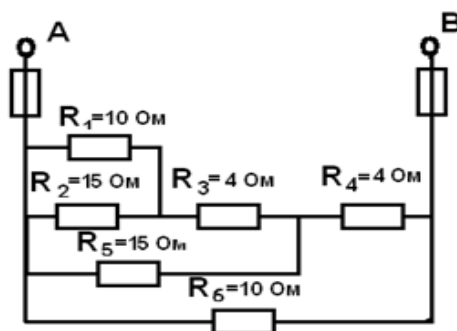 A B
R₁=10 Ом
R₂=15 Ом R₃=4 Ом R₄=4 Ом
R₅=15 Ом
R₆=10 Ом